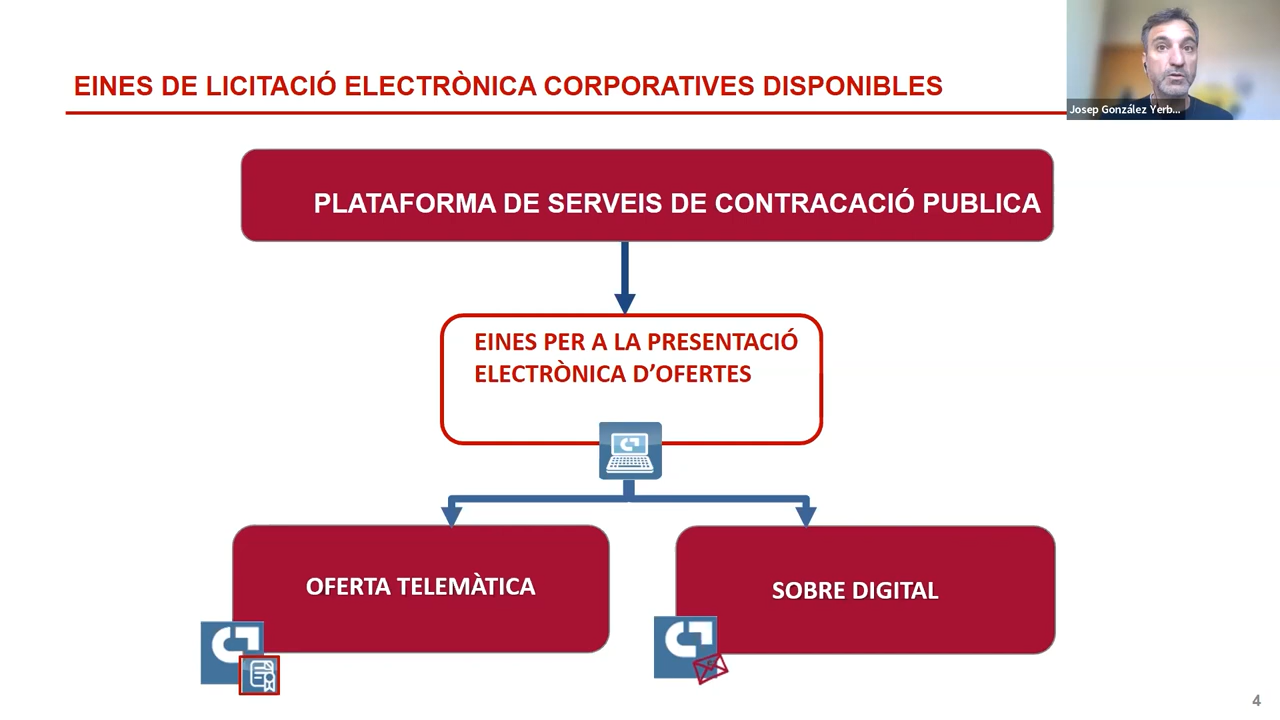 EINES DE LICITACIÓ ELECTRÒNICA CORPORATIVES DISPONIBLES
Josep González Yerb...
PLATAFORMA DE SERVEIS DE CONTRACACIÓ PUBLICA
EINES PER A LA PRESENTACIÓ
ELECTRÒNICA D’OFERTES
OFERTA TELEMÀTICA
SOBRE DIGITAL
4